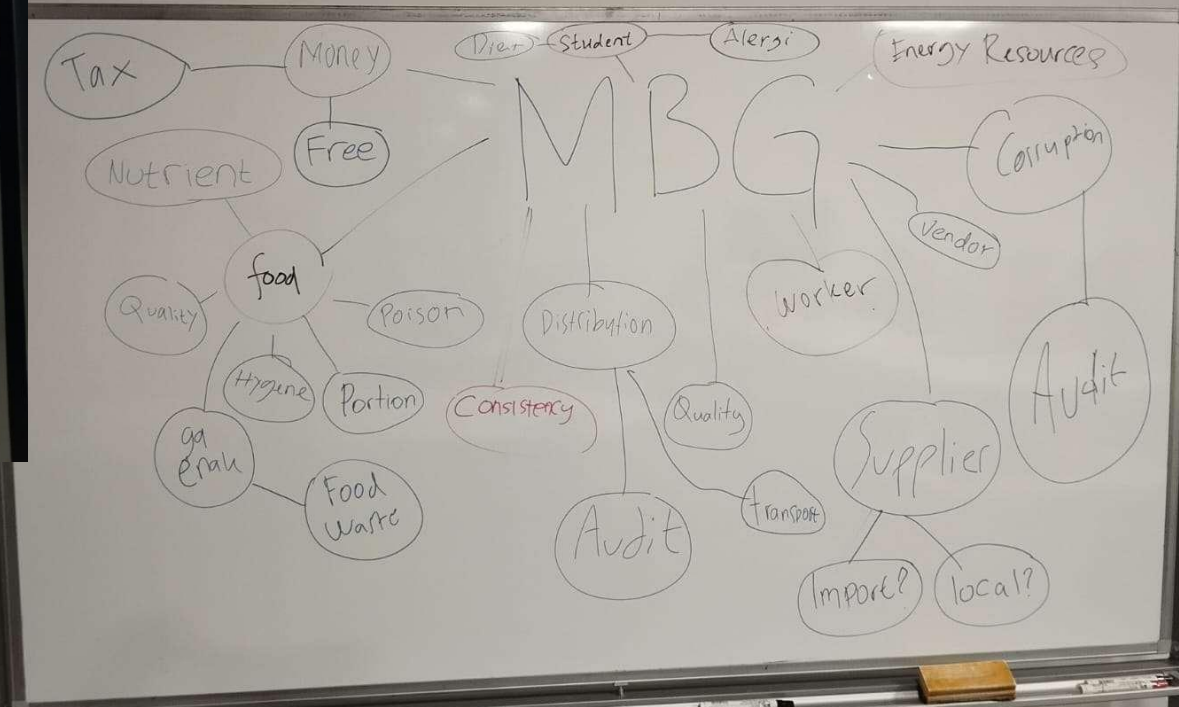 Diet
Student
Alergi
Energy Resources
Tax
Money
Free
MBG
Corruption
Nutrient
Vendor
food
Quality
Poison
Distribution
Worker
Hygine
Portion
Consistency
Quality
Audit
ga
enak
Food
waste
Supplier
Audit
transport
Import?
local?